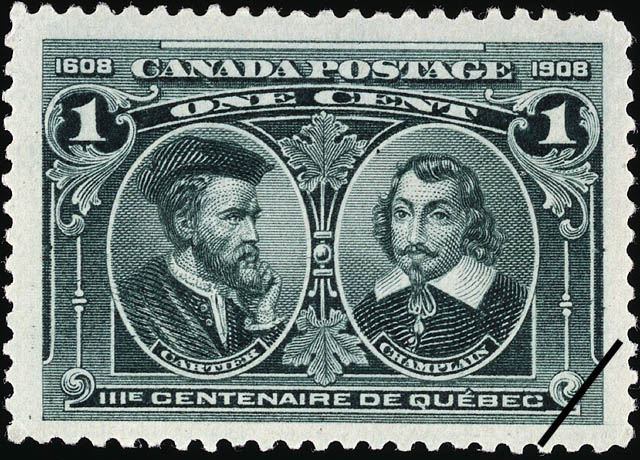 1608 CANADA POSTAGE 1908
1 ONE CENT 1
CARTIER CHAMPLAIN
IIIE CENTENAIRE DE QUÉBEC